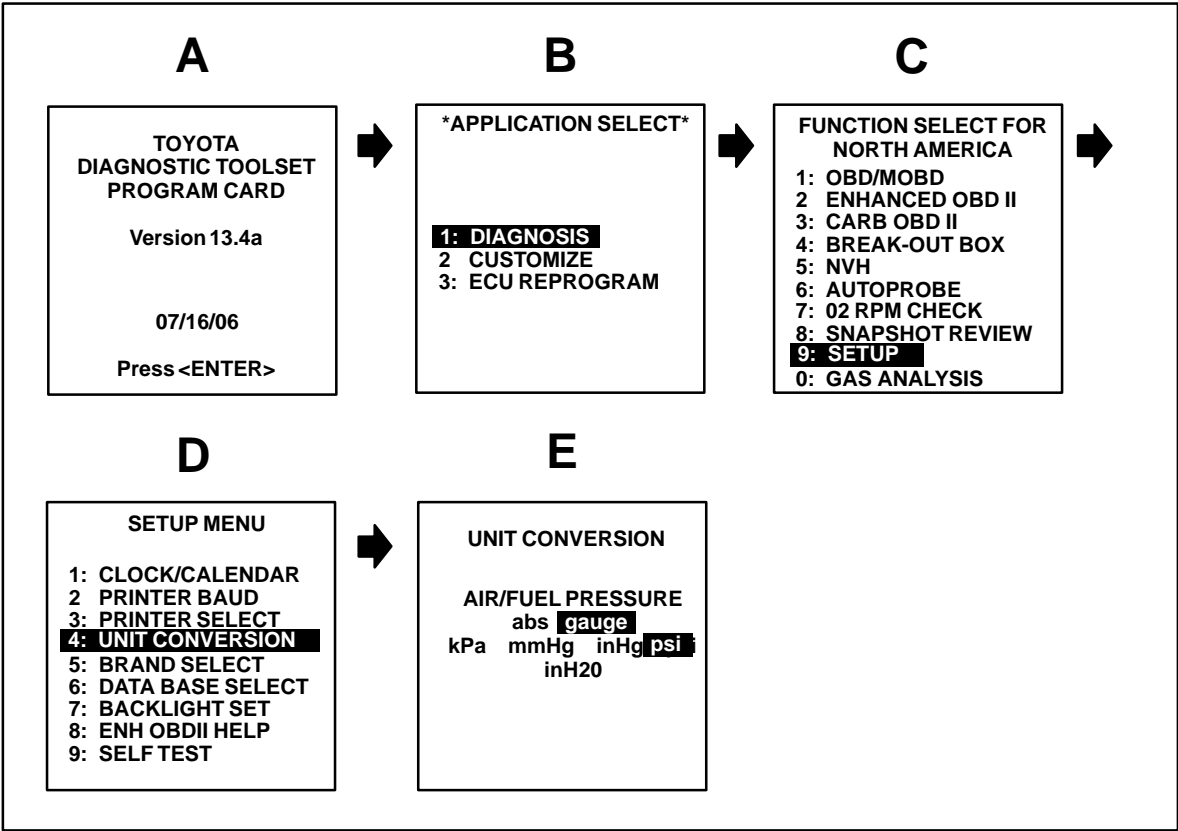 A
TOYOTA
DIAGNOSTIC TOOLSET
PROGRAM CARD
Version 13.4a
07/16/06
Press <ENTER>
B
*APPLICATION SELECT*
1: DIAGNOSIS
2 CUSTOMIZE
3: ECU REPROGRAM
C
FUNCTION SELECT FOR
NORTH AMERICA
1: OBD/MOBD
2 ENHANCED OBD II
3: CARB OBD II
4: BREAK-OUT BOX
5: NVH
6: AUTOPROBE
7: 02 RPM CHECK
8: SNAPSHOT REVIEW
9: SETUP
0: GAS ANALYSIS
D
SETUP MENU
1: CLOCK/CALENDAR
2 PRINTER BAUD
3: PRINTER SELECT
4: UNIT CONVERSION
5: BRAND SELECT
6: DATA BASE SELECT
7: BACKLIGHT SET
8: ENH OBDII HELP
9: SELF TEST
E
UNIT CONVERSION
AIR/FUEL PRESSURE
abs gauge
kPa mmHg inHg psi
inH20